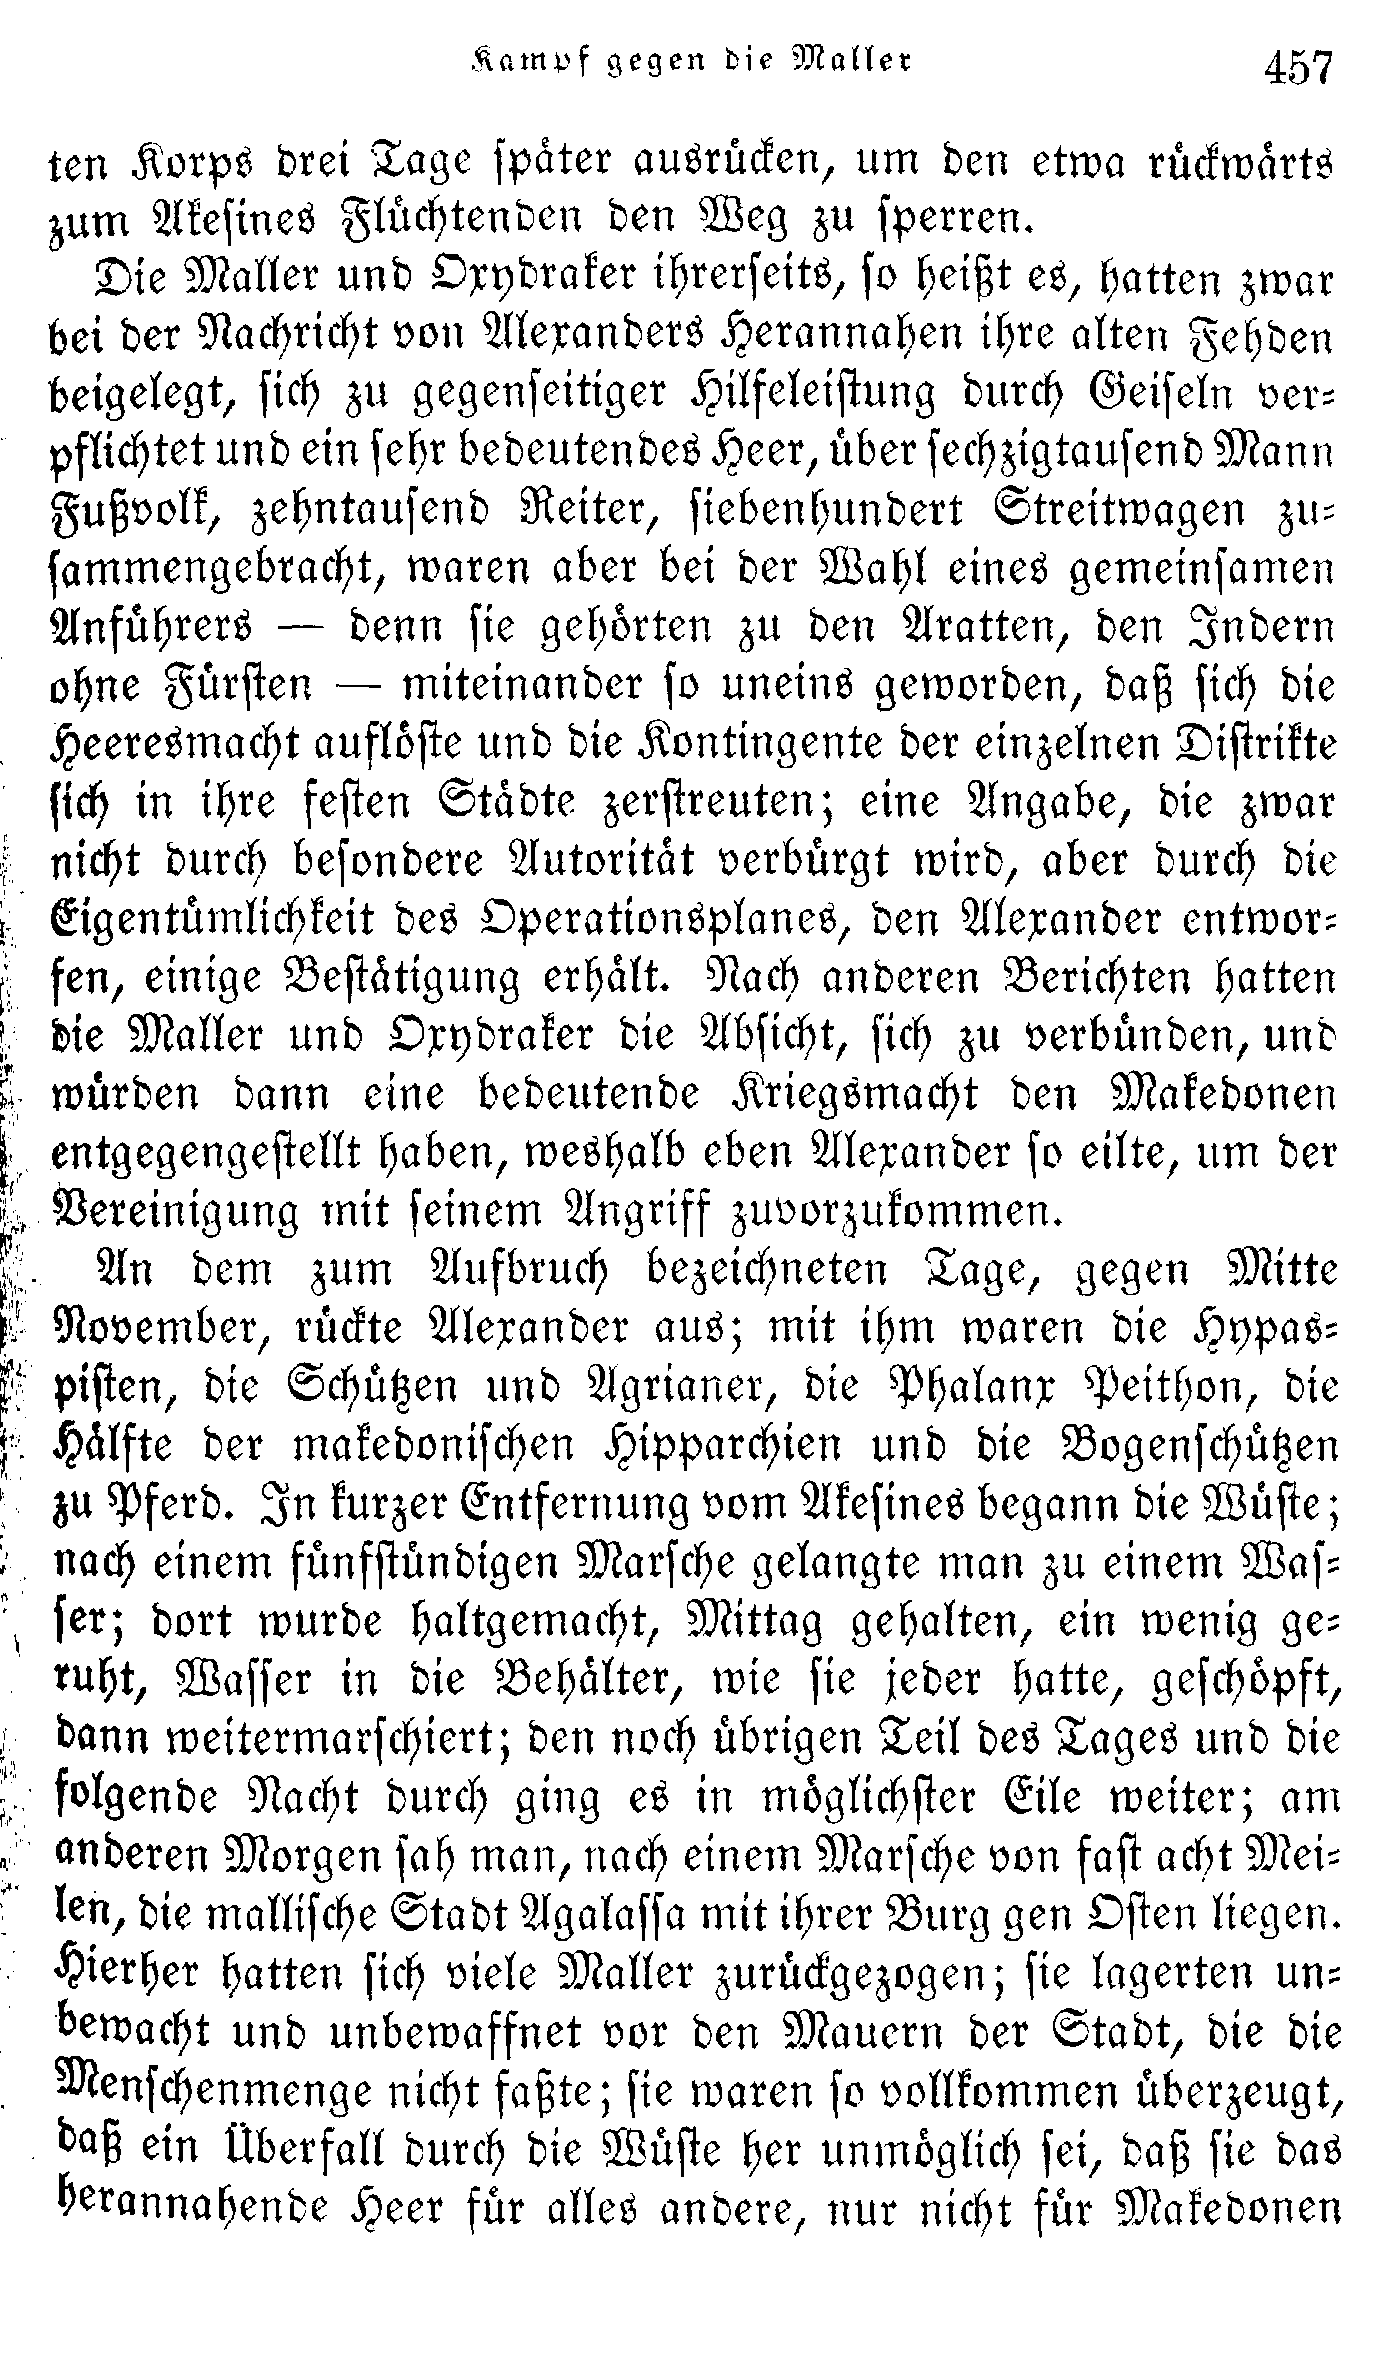 Kampf gegen die Maller 457
ten Korps drei Tage später ausrücken, um den etwa rückwärts
zum Akesines Flüchtenden den Weg zu sperren.
Die Maller und Oxydraker ihrerseits, so heißt es, hatten zwar
bei der Nachricht von Alexanders Herannahen ihre alten Fehden
beigelegt, sich zu gegenseitiger Hilfeleistung durch Geiseln ver-
pflichtet und ein sehr bedeutendes Heer, über sechzigtausend Mann
Fußvolk, zehntausend Reiter, siebenhundert Streitwagen zu-
sammengebracht, waren aber bei der Wahl eines gemeinsamen
Anführers — denn sie gehörten zu den Aratten, den Indern
ohne Fürsten — miteinander so uneins geworden, daß sich die
Heeresmacht auflöste und die Kontingente der einzelnen Distrikte
sich in ihre festen Städte zerstreuten; eine Angabe, die zwar
nicht durch besondere Autorität verbürgt wird, aber durch die
Eigentümlichkeit des Operationsplanes, den Alexander entwor-
fen, einige Bestätigung erhält. Nach anderen Berichten hatten
die Maller und Oxydraker die Absicht, sich zu verbünden, und
würden dann eine bedeutende Kriegsmacht den Makedonen
entgegengestellt haben, weshalb eben Alexander so eilte, um der
Vereinigung mit seinem Angriff zuvorzukommen.
An dem zum Aufbruch bezeichneten Tage, gegen Mitte
November, rückte Alexander aus; mit ihm waren die Hypas-
pisten, die Schützen und Agrianer, die Phalanx Peithon, die
Hälfte der makedonischen Hipparchien und die Bogenschützen
zu Pferd. In kurzer Entfernung vom Akesines begann die Wüste;
nach einem fünfstündigen Marsche gelangte man zu einem Was-
ser; dort wurde haltgemacht, Mittag gehalten, ein wenig ge-
ruht, Wasser in die Behälter, wie sie jeder hatte, geschöpft,
dann weitermarschiert; den noch übrigen Teil des Tages und die
folgende Nacht durch ging es in möglichster Eile weiter; am
anderen Morgen sah man, nach einem Marsche von fast acht Mei-
len, die mallische Stadt Agalassa mit ihrer Burg gen Osten liegen.
Hierher hatten sich viele Maller zurückgezogen; sie lagerten un-
bewacht und unbewaffnet vor den Mauern der Stadt, die die
Menschenmenge nicht faßte; sie waren so vollkommen überzeugt,
daß ein Überfall durch die Wüste her unmöglich sei, daß sie das
herannahende Heer für alles andere, nur nicht für Makedonen